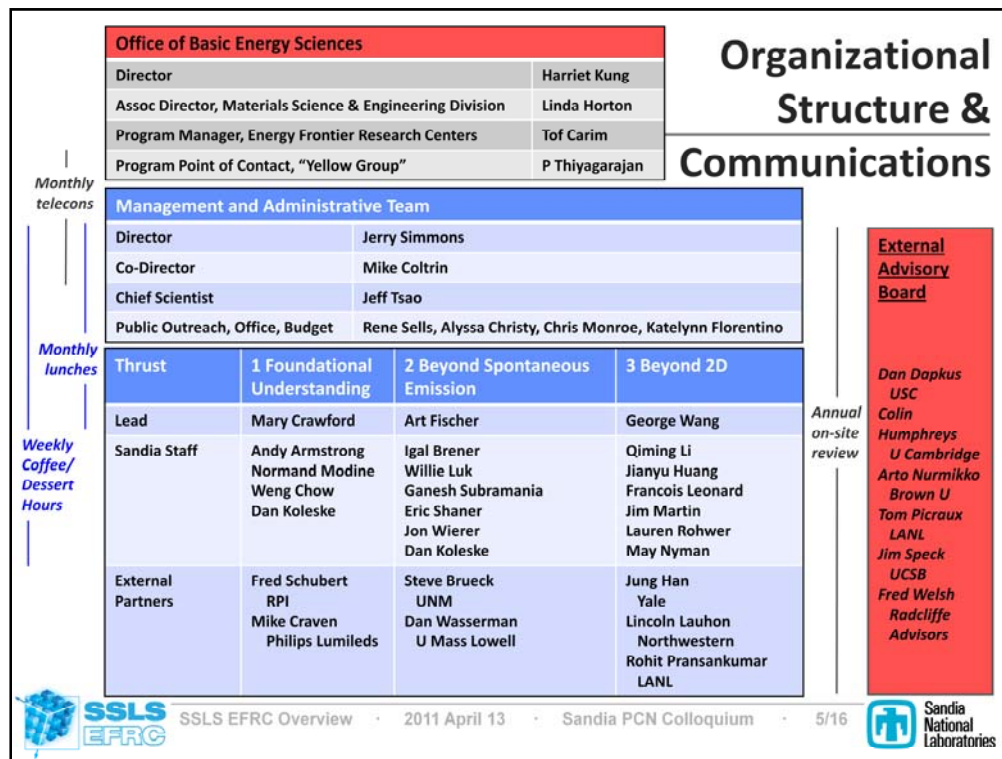 Organizational
Structure &
Communications
Office of Basic Energy Sciences
Director Harriet Kung
Assoc Director, Materials Science & Engineering Division Linda Horton
Program Manager, Energy Frontier Research Centers Tof Carim
Program Point of Contact, “Yellow Group” P Thiyagarajan
Monthly
telecons
Management and Administrative Team
Director Jerry Simmons
Co-Director Mike Coltrin
Chief Scientist Jeff Tsao
Public Outreach, Office, Budget Rene Sells, Alyssa Christy, Chris Monroe, Katelynn Florentino
Monthly
lunches
Weekly
Coffee/
Dessert
Hours
Thrust 1 Foundational 2 Beyond Spontaneous 3 Beyond 2D
Understanding Emission
Lead Mary Crawford Art Fischer George Wang
Sandia Staff Andy Armstrong Igal Brener Qiming Li
Normand Modine Willie Luk Jianyu Huang
Weng Chow Ganesh Subramania Francois Leonard
Dan Koleske Eric Shaner Jim Martin
Jon Wierer Lauren Rohwer
Dan Koleske May Nyman
External Fred Schubert Steve Brueck Jung Han
Partners RPI UNM Yale
Mike Craven Dan Wasserman Lincoln Lauhon
Philips Lumileds U Mass Lowell Northwestern
Rohit Pransankumar
LANL
Annual
on-site
review
External
Advisory
Board
Dan Dapkus
USC
Colin
Humphreys
U Cambridge
Arto Nurmikko
Brown U
Tom Picraux
LANL
Jim Speck
UCSB
Fred Welsh
Radcliffe
Advisors
SSLS
EFRC
SSLS EFRC Overview · 2011 April 13 · Sandia PCN Colloquium · 5/16
Sandia
National
Laboratories